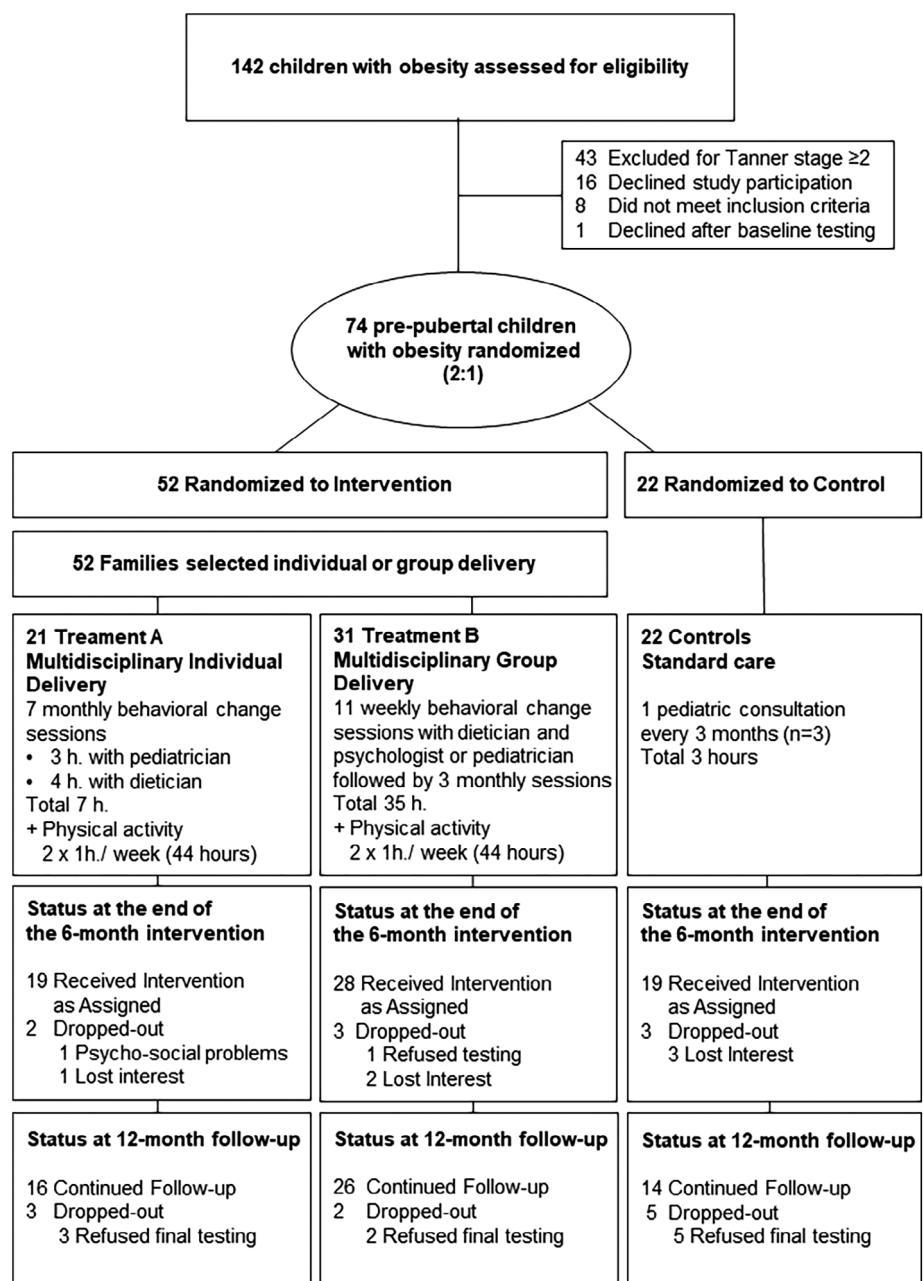 142 children with obesity assessed for eligibility
43 Excluded for Tanner stage ≥2
16 Declined study participation
8 Did not meet inclusion criteria
1 Declined after baseline testing
74 pre-pubertal children
with obesity randomized
(2:1)
52 Randomized to Intervention
22 Randomized to Control
52 Families selected individual or group delivery
21 Treament A
Multidisciplinary Individual
Delivery
7 monthly behavioral change
sessions
• 3 h. with pediatrician
• 4 h. with dietician
Total 7 h.
+ Physical activity
2 x 1h./ week (44 hours)
31 Treatment B
Multidisciplinary Group
Delivery
11 weekly behavioral change
sessions with dietician and
psychologist or pediatrician
followed by 3 monthly sessions
Total 35 h.
+ Physical activity
2 x 1h./ week (44 hours)
22 Controls
Standard care
1 pediatric consultation
every 3 months (n=3)
Total 3 hours
Status at the end of
the 6-month intervention
19 Received Intervention
as Assigned
2 Dropped-out
1 Psycho-social problems
1 Lost interest
Status at the end of
the 6-month intervention
28 Received Intervention
as Assigned
3 Dropped-out
1 Refused testing
2 Lost Interest
Status at the end of
the 6-month intervention
19 Received Intervention
as Assigned
3 Dropped-out
3 Lost Interest
Status at 12-month follow-up
16 Continued Follow-up
3 Dropped-out
3 Refused final testing
Status at 12-month follow-up
26 Continued Follow-up
2 Dropped-out
2 Refused final testing
Status at 12-month follow-up
14 Continued Follow-up
5 Dropped-out
5 Refused final testing